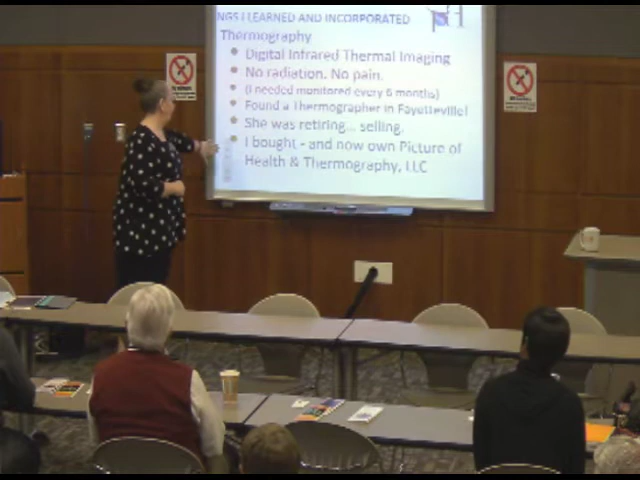 NGS I LEARNED AND INCORPORATED
Thermography
Digital Infrared Thermal Imaging
No radiation. No pain.
(I needed monitored every 6 months)
Found a Thermographer in Fayetteville!
She was retiring... selling.
I bought - and now own Picture of
Health & Thermography, LLC